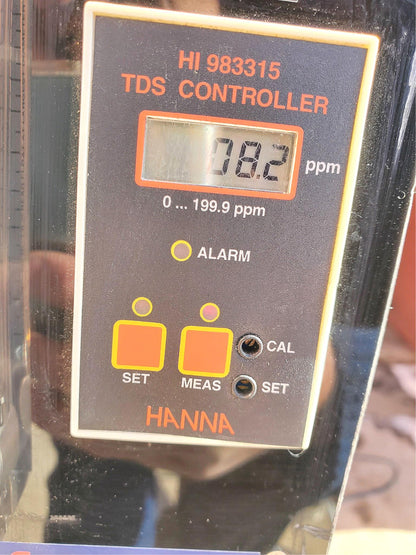 HI 983315
TDS CONTROLLER
08.2 ppm
0 ... 199.9 ppm
ALARM
CAL
SET MEAS SET
HANNA